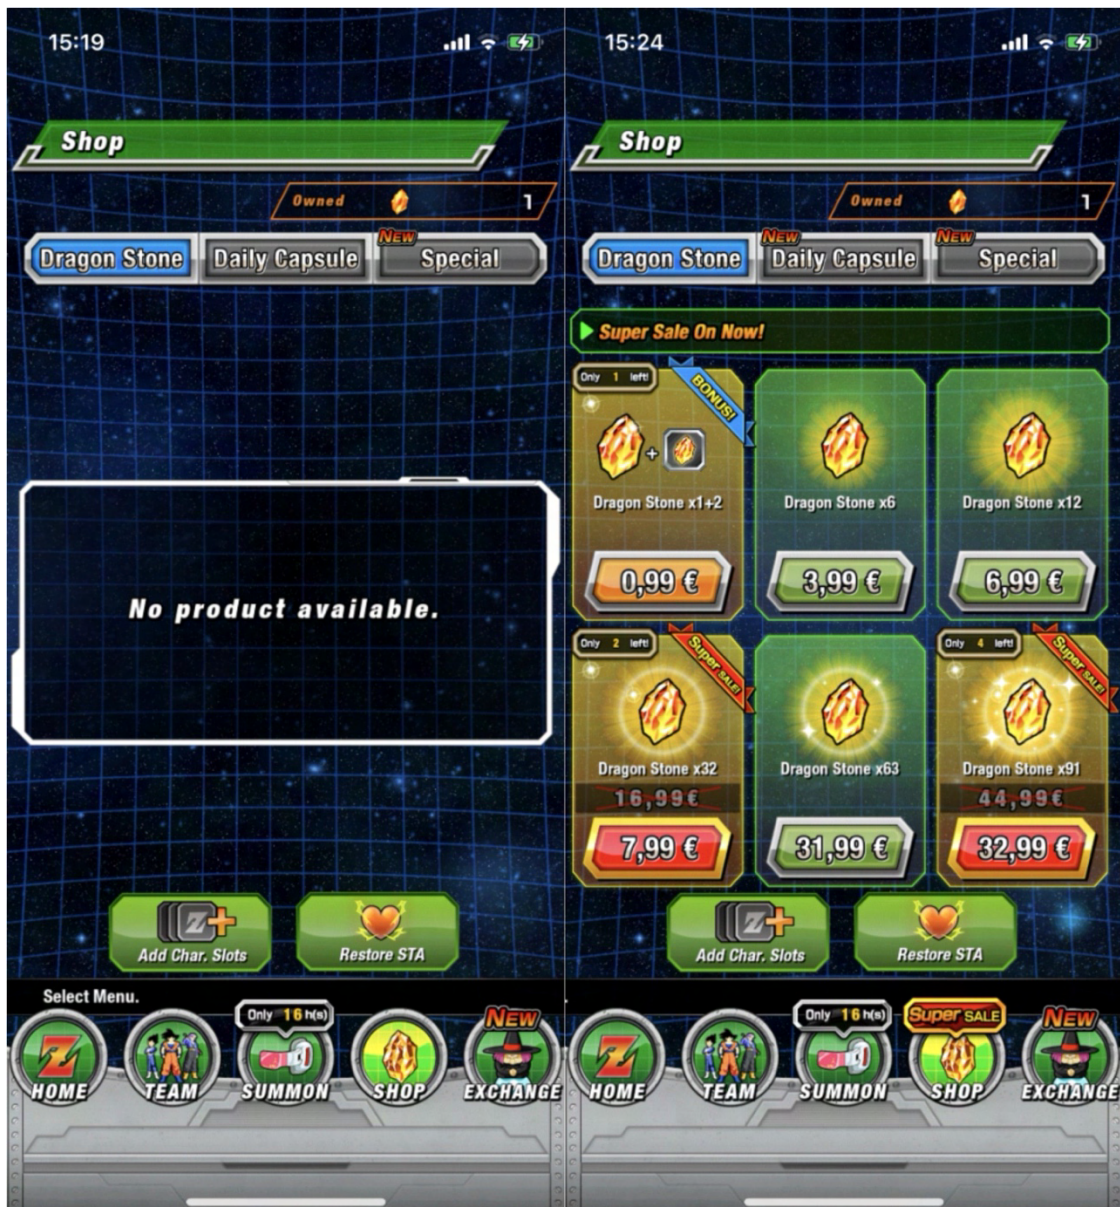 15:19
Shop
Owned 1
Dragon Stone Daily Capsule NEW Special
No product available.
Add Char. Slots Restore STA
Select Menu.
Only 16 h(s) NEW
HOME TEAM SUMMON SHOP EXCHANGE
15:24
Shop
Owned 1
Dragon Stone NEW Daily Capsule NEW Special
Super Sale On Now!
Only 1 left! BONUS!
+
Dragon Stone x1+2 Dragon Stone x6 Dragon Stone x12
0,99 € 3,99 € 6,99 €
Only 2 left! Super SALE! Only 4 left! Super SALE!
Dragon Stone x32 Dragon Stone x63 Dragon Stone x91
16,99€ 44,99€
7,99 € 31,99 € 32,99 €
Add Char. Slots Restore STA
Only 16 h(s) Super SALE NEW
HOME TEAM SUMMON SHOP EXCHANGE